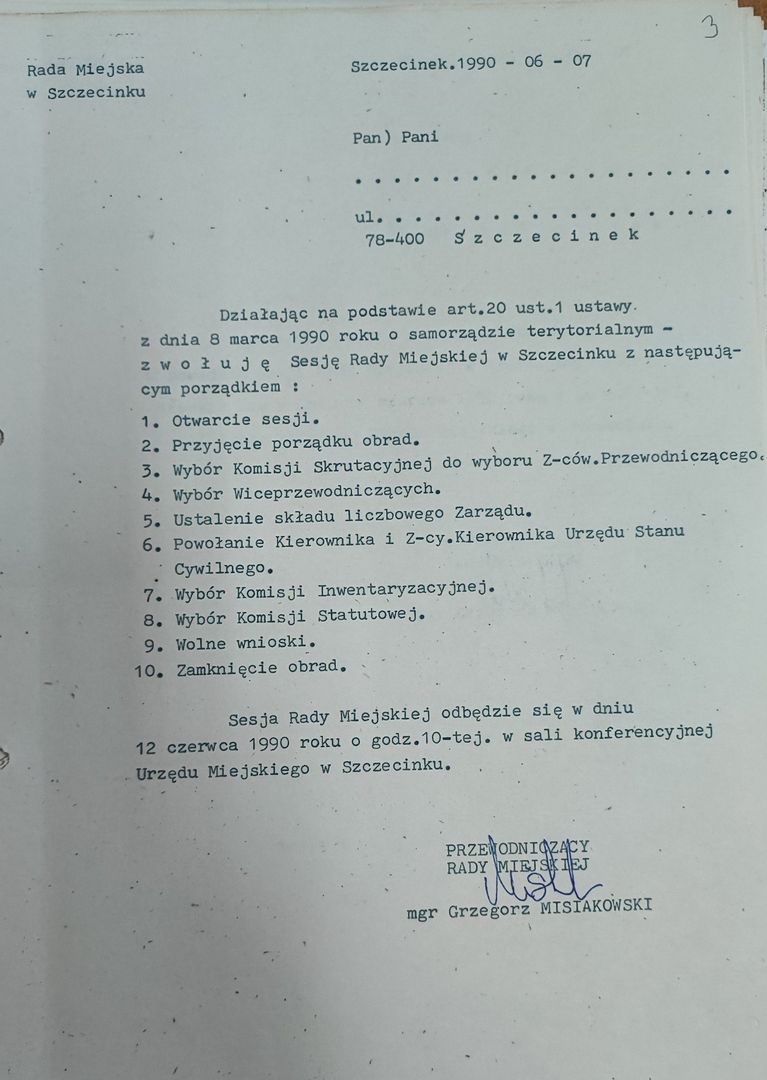 3
Rada Miejska
w Szczecinku
Szczecinek.1990 - 06 - 07
Pan) Pani
. . . . . . . . . . . . . . . . . . . .
ul. . . . . . . . . . . . . . . . . . .
78-400 S z c z e c i n e k
Działając na podstawie art.20 ust.1 ustawy.
z dnia 8 marca 1990 roku o samorządzie terytorialnym -
z w o ł u j ę Sesję Rady Miejskiej w Szczecinku z następują-
cym porządkiem :
1. Otwarcie sesji.
2. Przyjęcie porządku obrad.
3. Wybór Komisji Skrutacyjnej do wyboru Z-ców.Przewodniczącego.
4. Wybór Wiceprzewodniczących.
5. Ustalenie składu liczbowego Zarządu.
6. Powołanie Kierownika i Z-cy.Kierownika Urzędu Stanu
Cywilnego.
7. Wybór Komisji Inwentaryzacyjnej.
8. Wybór Komisji Statutowej.
9. Wolne wnioski.
10. Zamknięcie obrad.
Sesja Rady Miejskiej odbędzie się w dniu
12 czerwca 1990 roku o godz.10-tej. w sali konferencyjnej
Urzędu Miejskiego w Szczecinku.
PRZEWODNICZĄCY
RADY MIEJSKIEJ
mgr Grzegorz MISIAKOWSKI